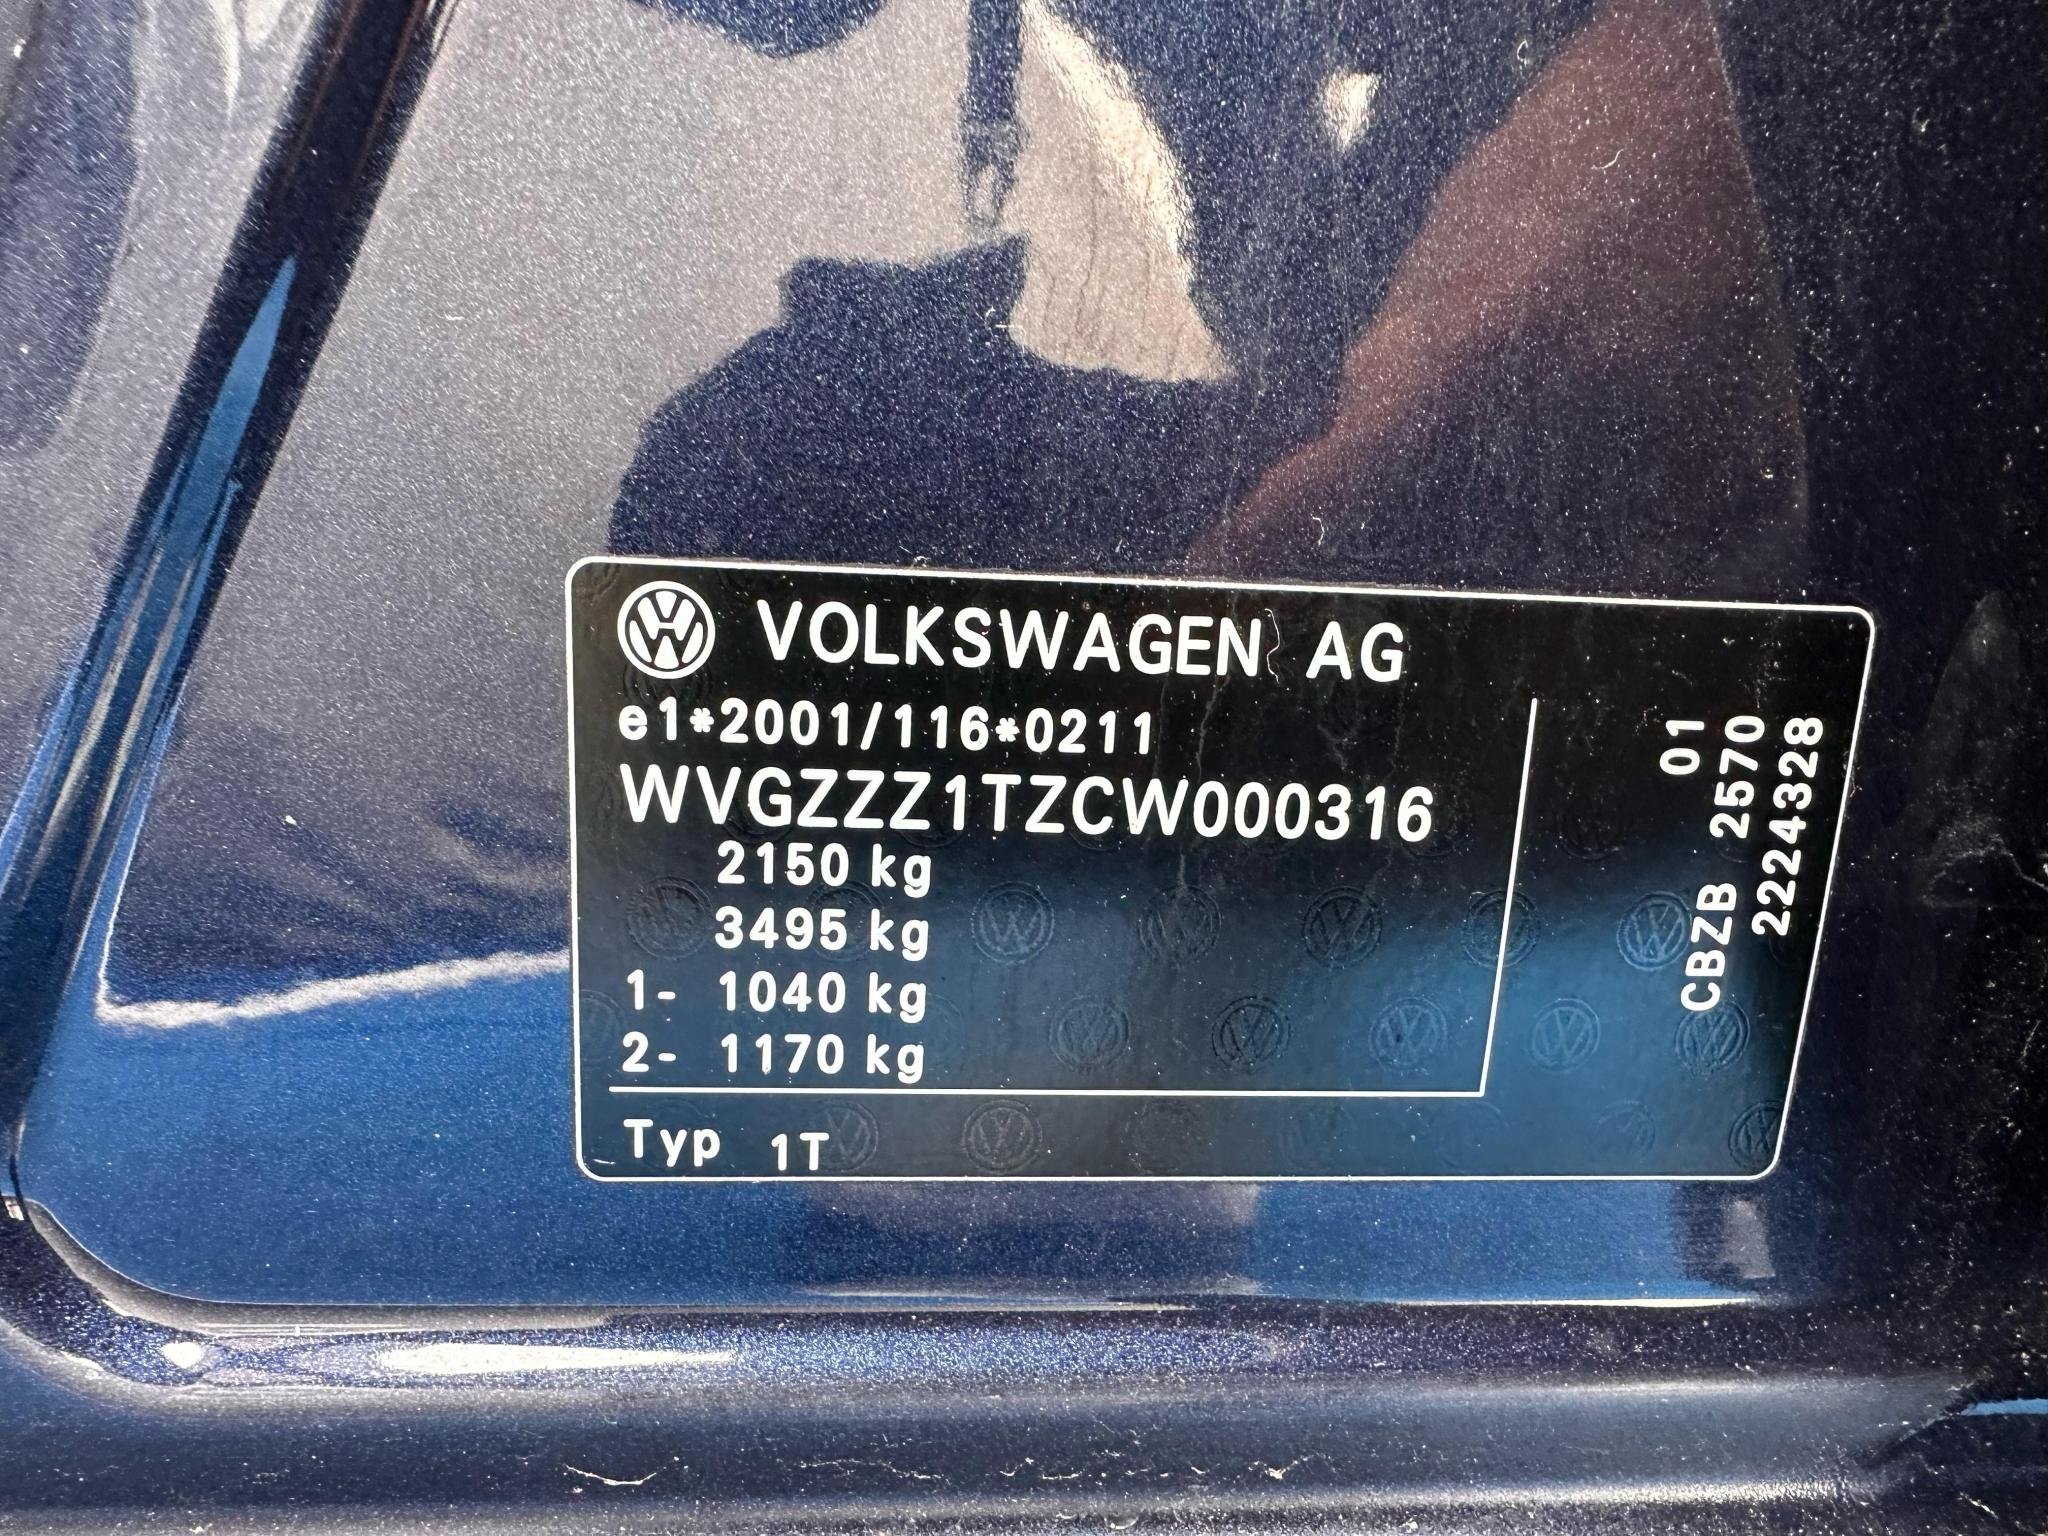 VOLKSWAGEN AG
e1*2001/116*0211
WVGZZZ1TZCW000316
2150 kg
3495 kg
1- 1040 kg
2- 1170 kg
Typ 1T
01
CBZB 2570
2224328